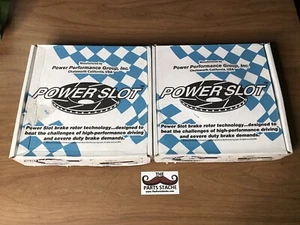 Power Performance Group, Inc.
Chatsworth California, USA
POWER SLOT
Power Slot brake rotor technology...designed to
beat the challenges of high-performance driving
and severe duty brake demands.
Power Performance Group, Inc.
Chatsworth California, USA
POWER SLOT
Power Slot brake rotor technology...designed to
beat the challenges of high-performance driving
and severe duty brake demands.
THE
PARTS STACHE